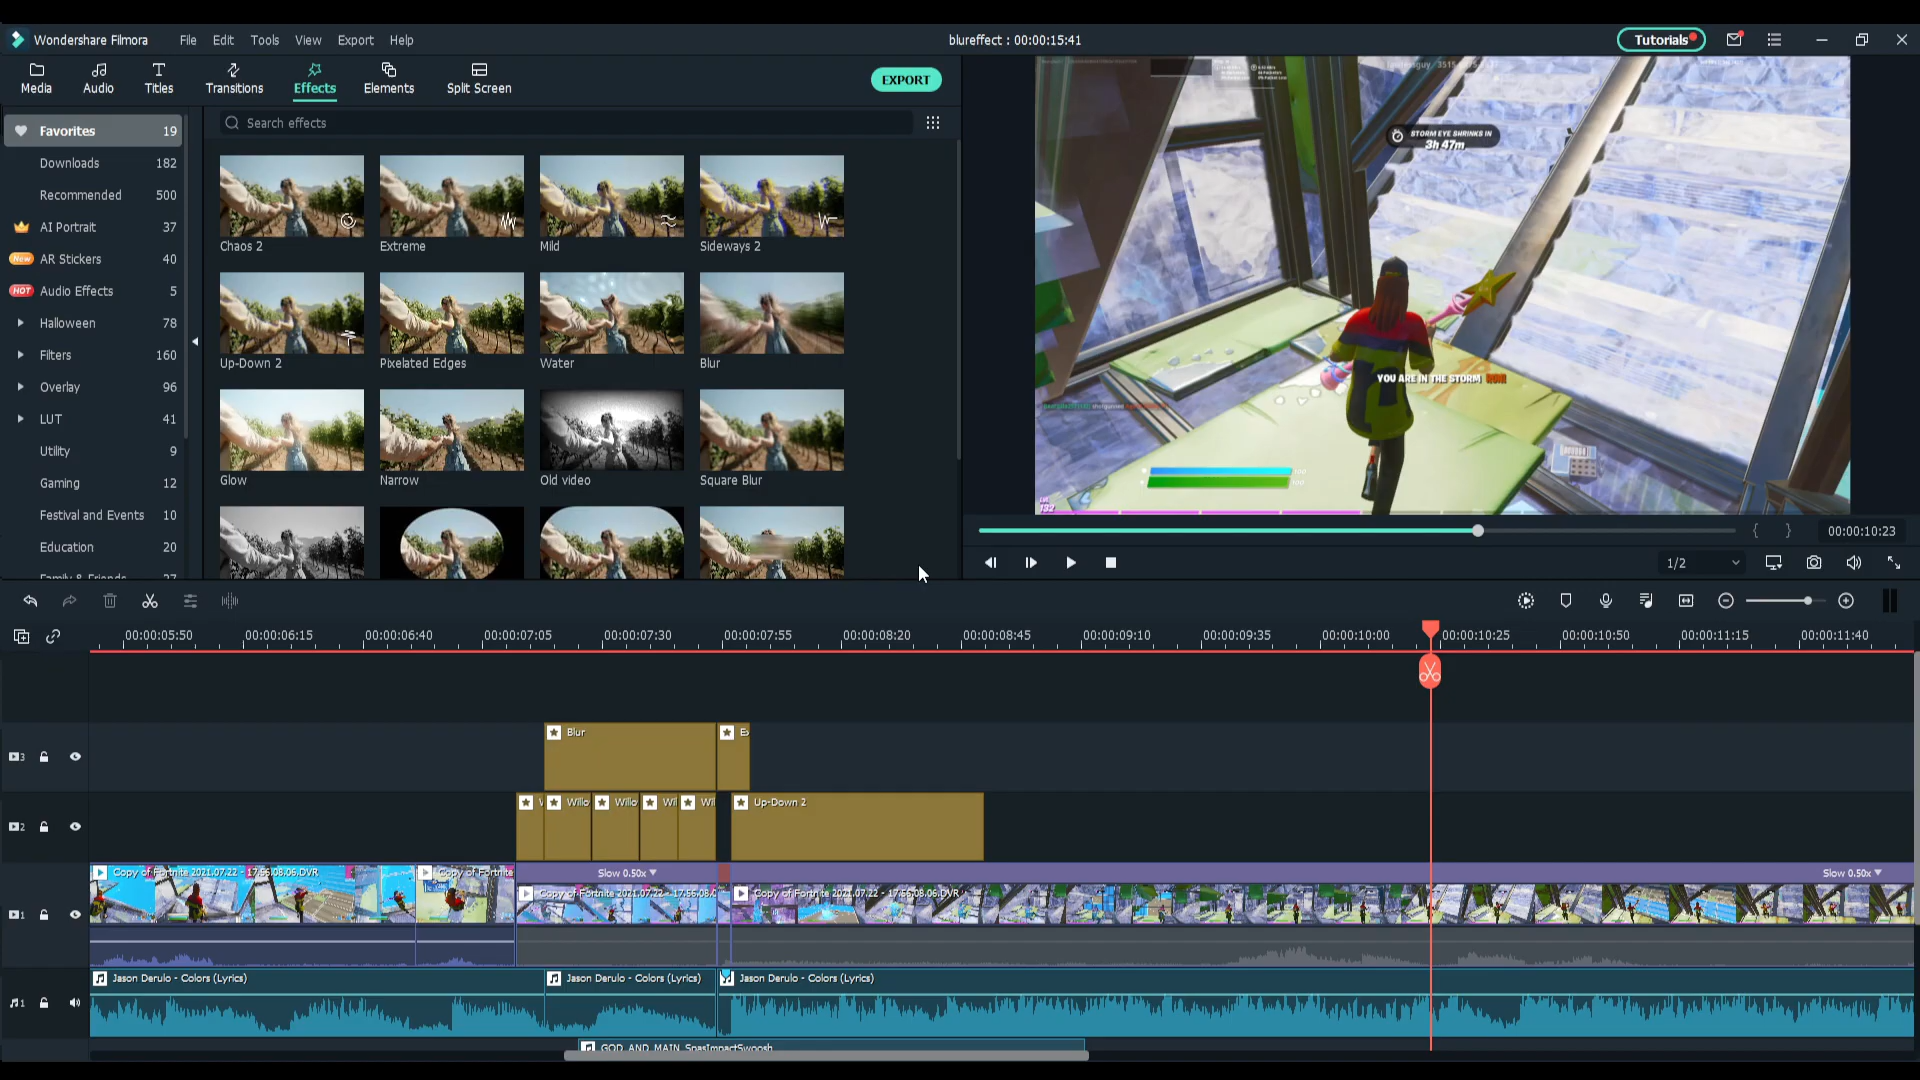 Wondershare Filmora
File Edit Tools View Export Help
blureffect : 00:00:15:41
Tutorials
Media Audio Titles Transitions Effects Elements Split Screen
EXPORT
Favorites 19
Downloads 182
Recommended 500
AI Portrait 37
New AR Stickers 40
HOT Audio Effects 5
Halloween 78
Filters 160
Overlay 96
LUT 41
Utility 9
Gaming 12
Festival and Events 10
Education 20
Search effects
Chaos 2 Extreme Mild Sideways 2
Up-Down 2 Pixelated Edges Water Blur
Glow Narrow Old video Square Blur
STORM EYE SHRINKS IN
3h 47m
YOU ARE IN THE STORM RUN!
100
100
132
00:00:10:23
1/2
00:00:05:50 00:00:06:15 00:00:06:40 00:00:07:05 00:00:07:30 00:00:07:55 00:00:08:20 00:00:08:45 00:00:09:10 00:00:09:35 00:00:10:00 00:00:10:25 00:00:10:50 00:00:11:15 00:00:11:40
3
Blur
2
Willo Willo Wil Wil Up-Down 2
Copy of Fortnite 2021.07.22 - 17.56.08.06.DVR Copy of Fortnite Slow 0.50x Slow 0.50x
Copy of Fortnite 2021.07.22 - 17.56.08.0 Copy of Fortnite 2021.07.22 - 17.56.08.06.DVR
1
Jason Derulo - Colors (Lyrics) Jason Derulo - Colors (Lyrics) Jason Derulo - Colors (Lyrics)
1